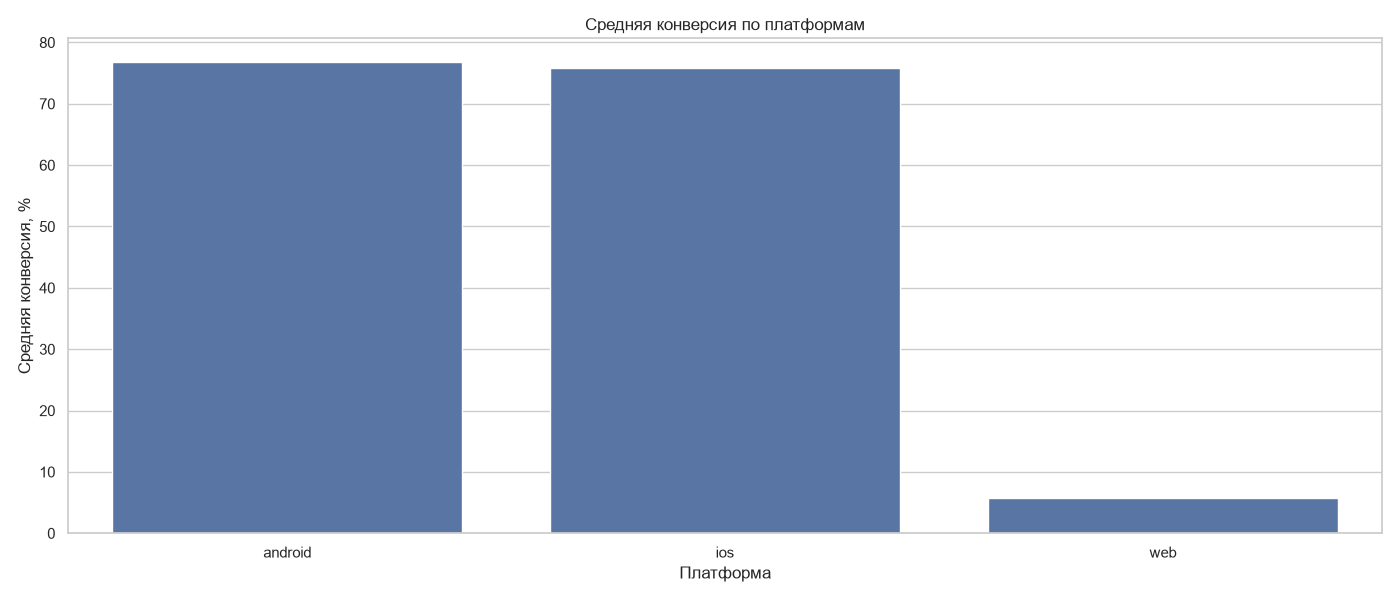 Средняя конверсия по платформам
Средняя конверсия, %
80
70
60
50
40
30
20
10
0
android
ios
web
Платформа